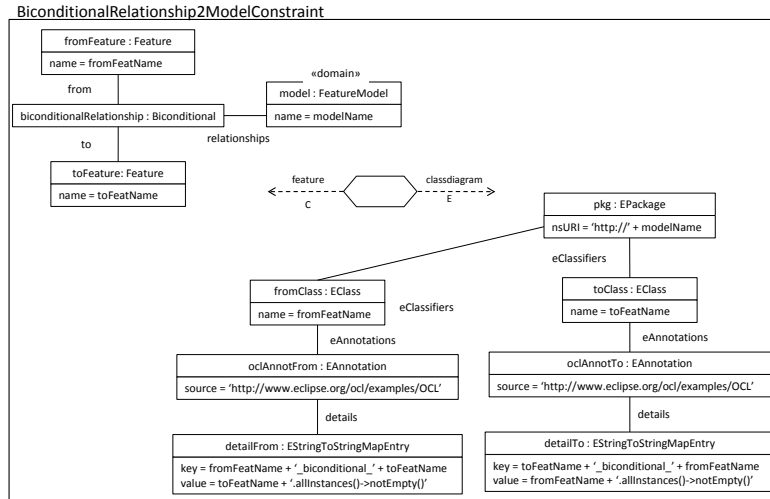 BiconditionalRelationship2ModelConstraint
fromFeature : Feature
name = fromFeatName
from
«domain»
model : FeatureModel
name = modelName
biconditionalRelationship : Biconditional
relationships
to
toFeature: Feature
name = toFeatName
feature
C
classdiagram
E
pkg : EPackage
nsURI = ‘http://’ + modelName
eClassifiers
fromClass : EClass
name = fromFeatName
eClassifiers
toClass : EClass
name = toFeatName
eAnnotations
eAnnotations
oclAnnotFrom : EAnnotation
source = ‘http://www.eclipse.org/ocl/examples/OCL’
oclAnnotTo : EAnnotation
source = ‘http://www.eclipse.org/ocl/examples/OCL’
details
details
detailFrom : EStringToStringMapEntry
key = fromFeatName + ‘_biconditional_’ + toFeatName
value = toFeatName + ‘.allInstances()->notEmpty()’
detailTo : EStringToStringMapEntry
key = toFeatName + ‘_biconditional_’ + fromFeatName
value = fromFeatName + ‘.allInstances()->notEmpty()’